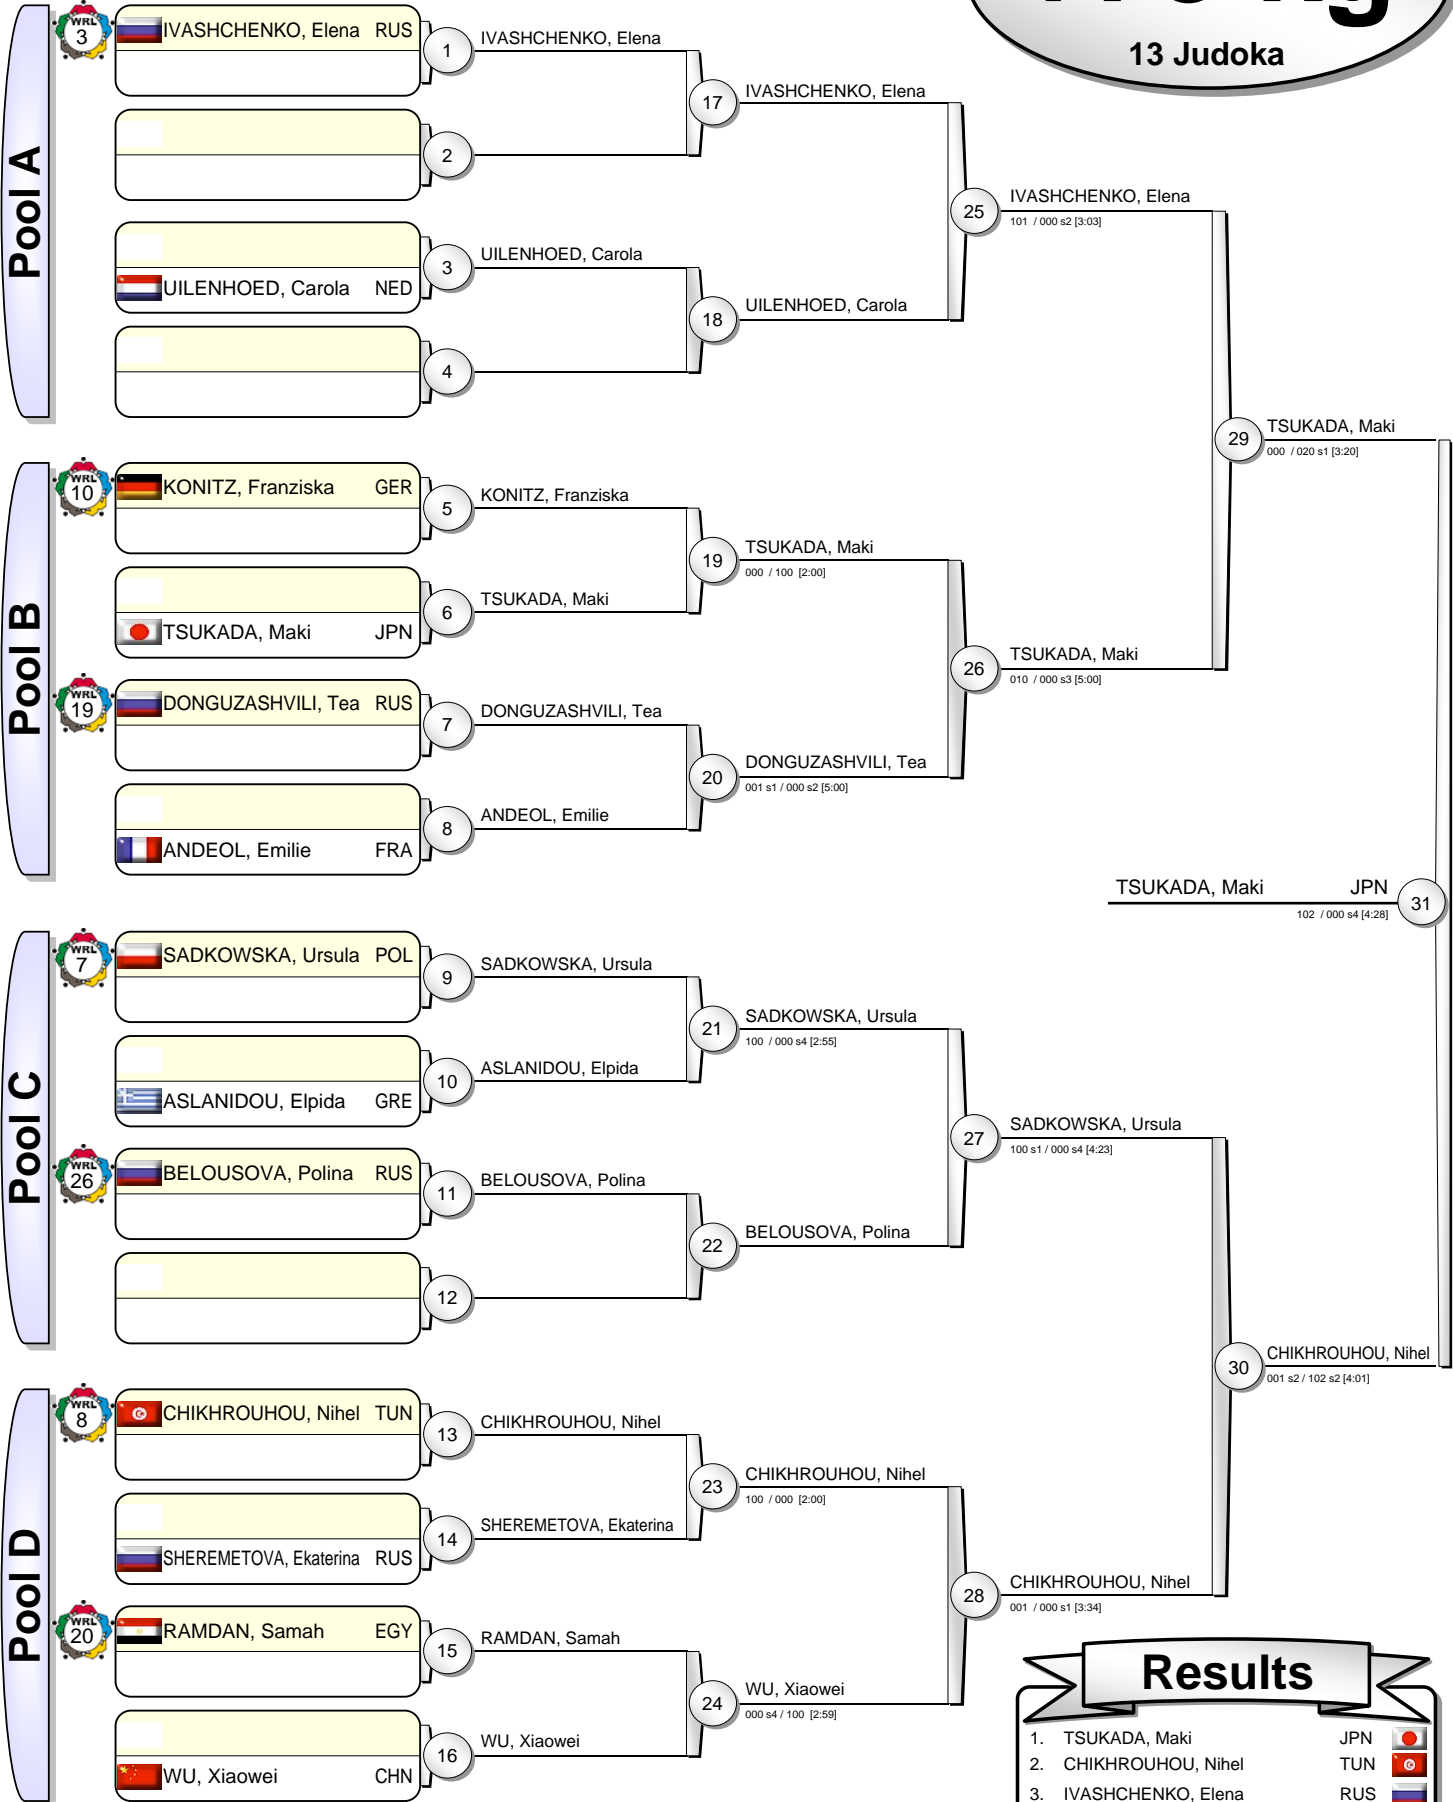 13 Judoka
Pool A
WRL
3
IVASHCHENKO, Elena RUS
1
IVASHCHENKO, Elena
2
17
IVASHCHENKO, Elena
3
UILENHOED, Carola NED
UILENHOED, Carola
4
18
UILENHOED, Carola
25
IVASHCHENKO, Elena
101 / 000 s2 [3:03]
Pool B
WRL
10
KONITZ, Franziska GER
5
KONITZ, Franziska
TSUKADA, Maki JPN
6
TSUKADA, Maki
19
TSUKADA, Maki
000 / 100 [2:00]
WRL
19
DONGUZASHVILI, Tea RUS
7
DONGUZASHVILI, Tea
ANDEOL, Emilie FRA
8
ANDEOL, Emilie
20
DONGUZASHVILI, Tea
001 s1 / 000 s2 [5:00]
26
TSUKADA, Maki
010 / 000 s3 [5:00]
29
TSUKADA, Maki
000 / 020 s1 [3:20]
TSUKADA, Maki JPN
102 / 000 s4 [4:28]
31
Pool C
WRL
7
SADKOWSKA, Ursula POL
9
SADKOWSKA, Ursula
ASLANIDOU, Elpida GRE
10
ASLANIDOU, Elpida
21
SADKOWSKA, Ursula
100 / 000 s4 [2:55]
WRL
26
BELOUSOVA, Polina RUS
11
BELOUSOVA, Polina
12
22
BELOUSOVA, Polina
27
SADKOWSKA, Ursula
100 s1 / 000 s4 [4:23]
Pool D
WRL
8
CHIKHROUHOU, Nihel TUN
13
CHIKHROUHOU, Nihel
SHEREMETOVA, Ekaterina RUS
14
SHEREMETOVA, Ekaterina
23
CHIKHROUHOU, Nihel
100 / 000 [2:00]
WRL
20
RAMDAN, Samah EGY
15
RAMDAN, Samah
WU, Xiaowei CHN
16
WU, Xiaowei
24
WU, Xiaowei
000 s4 / 100 [2:59]
28
CHIKHROUHOU, Nihel
001 / 000 s1 [3:34]
30
CHIKHROUHOU, Nihel
001 s2 / 102 s2 [4:01]
Results
1. TSUKADA, Maki JPN
2. CHIKHROUHOU, Nihel TUN
3. IVASHCHENKO, Elena RUS